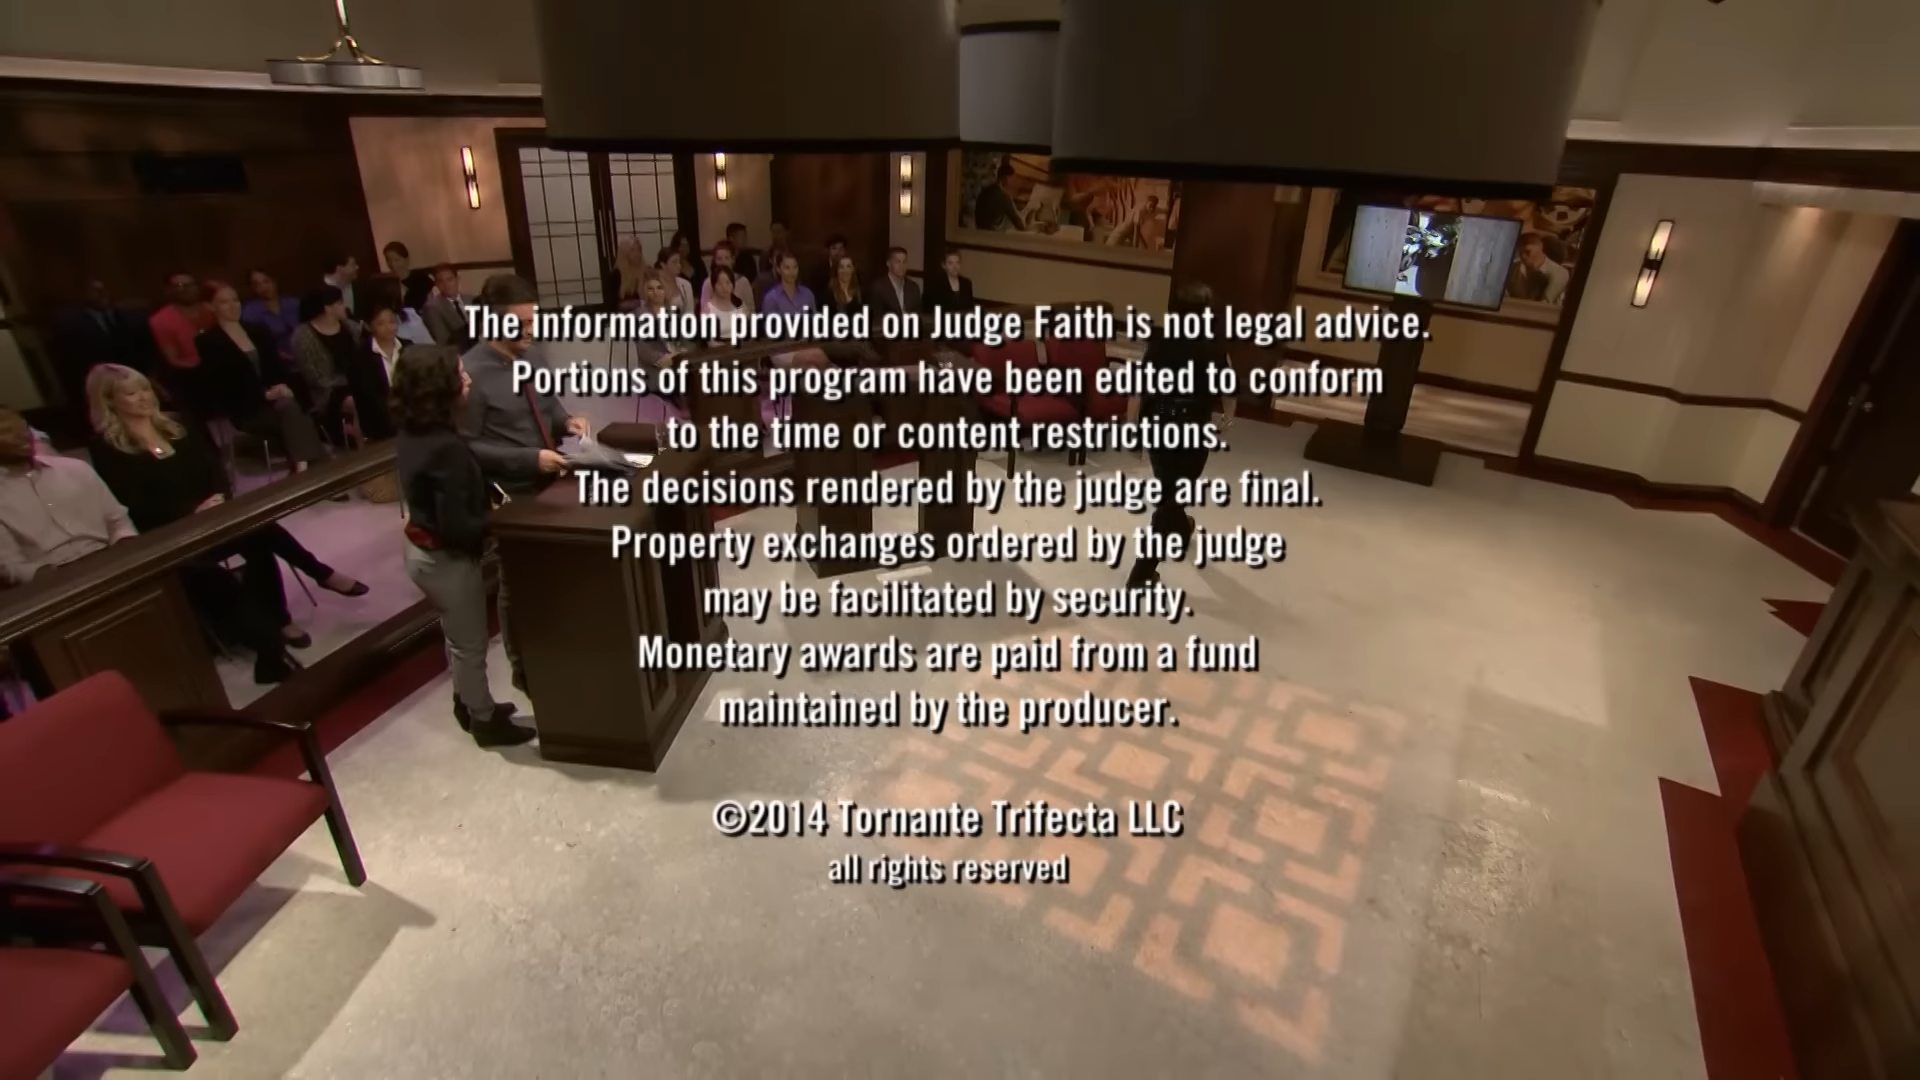 The information provided on Judge Faith is not legal advice.
Portions of this program have been edited to conform
to the time or content restrictions.
The decisions rendered by the judge are final.
Property exchanges ordered by the judge
may be facilitated by security.
Monetary awards are paid from a fund
maintained by the producer.
©2014 Tornante Trifecta LLC
all rights reserved